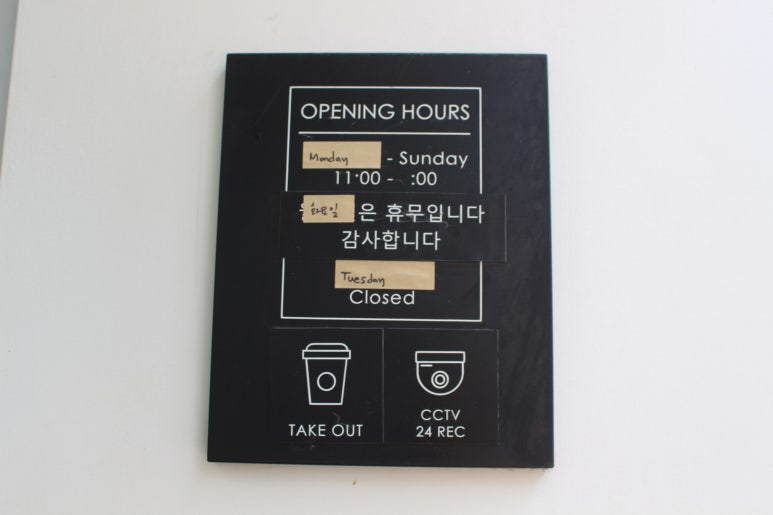 OPENING HOURS
Monday - Sunday
11:00 - :00
화요일은 휴무입니다
감사합니다
Tuesday
Closed
TAKE OUT
CCTV
24 REC